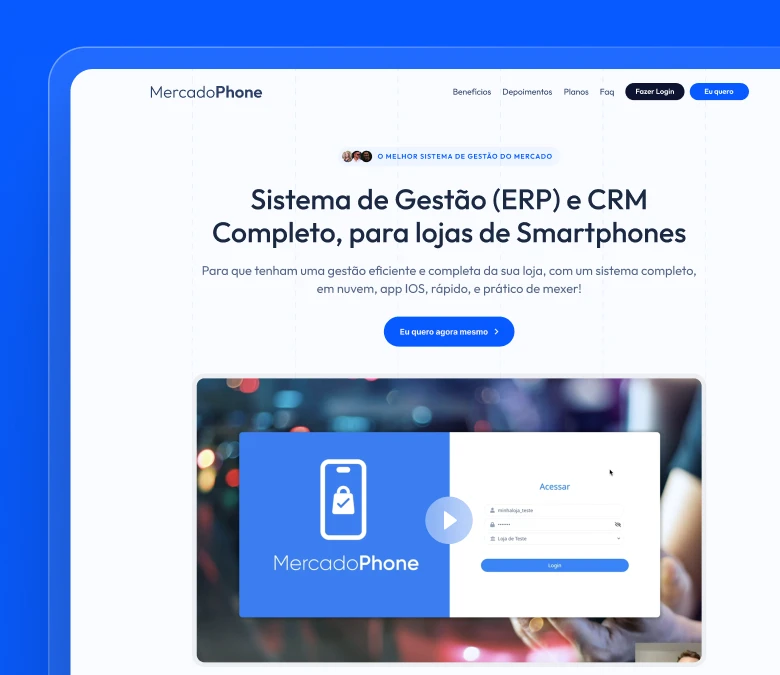 MercadoPhone
Benefícios Depoimentos Planos Faq Fazer Login Eu quero
O MELHOR SISTEMA DE GESTÃO DO MERCADO
Sistema de Gestão (ERP) e CRM
Completo, para lojas de Smartphones
Para que tenham uma gestão eficiente e completa da sua loja, com um sistema completo,
em nuvem, app IOS, rápido, e prático de mexer!
Eu quero agora mesmo
MercadoPhone
Acessar
minhaloja_teste
Loja de Teste
Login